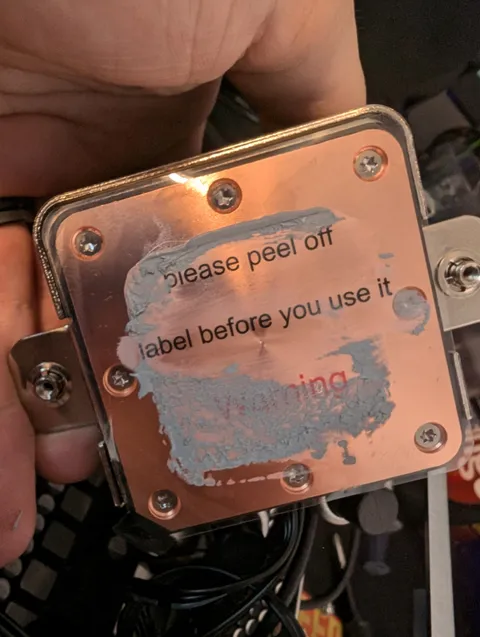 please peel off
label before you use it
Warning